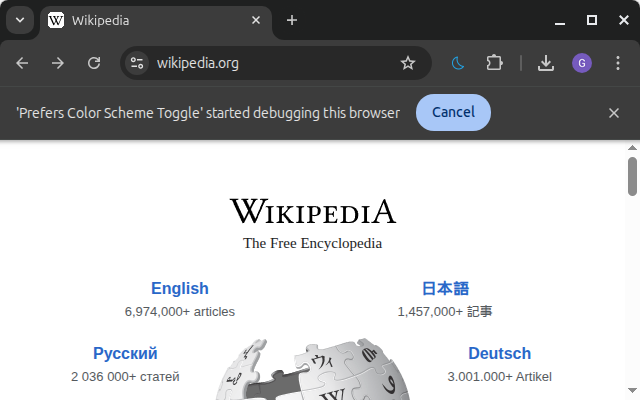 Wikipedia
wikipedia.org
G
'Prefers Color Scheme Toggle' started debugging this browser
Cancel
WIKIPEDIA
The Free Encyclopedia
English
6,974,000+ articles
日本語
1,457,000+ 記事
Русский
2 036 000+ статей
Deutsch
3.001.000+ Artikel